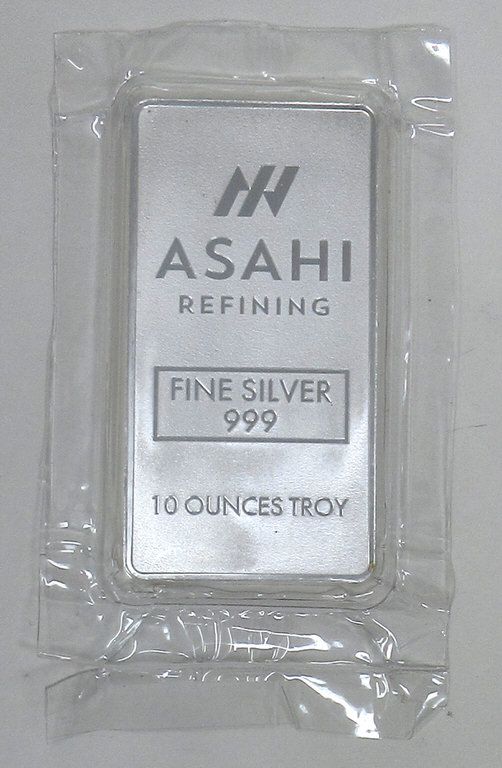 ASAHI
REFINING
FINE SILVER
999
10 OUNCES TROY